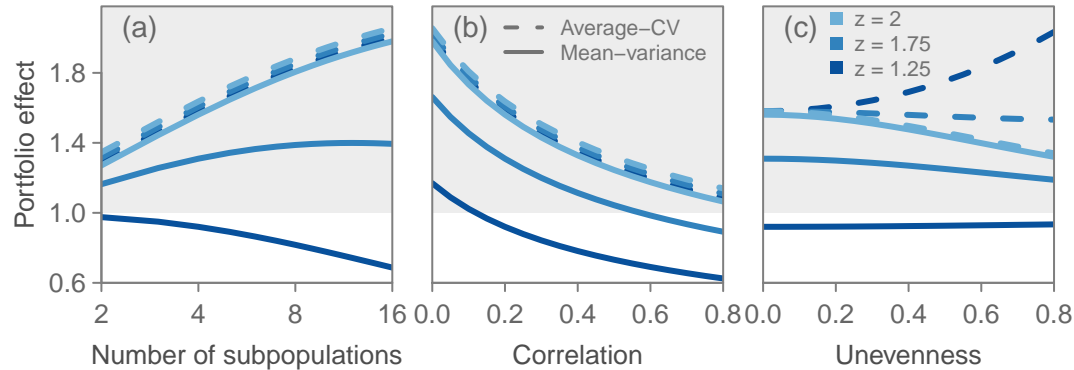 (a)
(b)
(c)
Average−CV
Mean−variance
z = 2
z = 1.75
z = 1.25
Portfolio effect
1.8
1.4
1.0
0.6
2 4 8 16
0.0 0.2 0.4 0.6 0.8
0.0 0.2 0.4 0.6 0.8
Number of subpopulations
Correlation
Unevenness